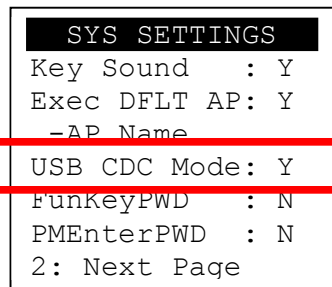 SYS SETTINGS
Key Sound   : Y
Exec DFLT AP: Y
 -AP Name
USB CDC Mode: Y
FunKeyPWD   : N
PMEnterPWD  : N
2: Next Page